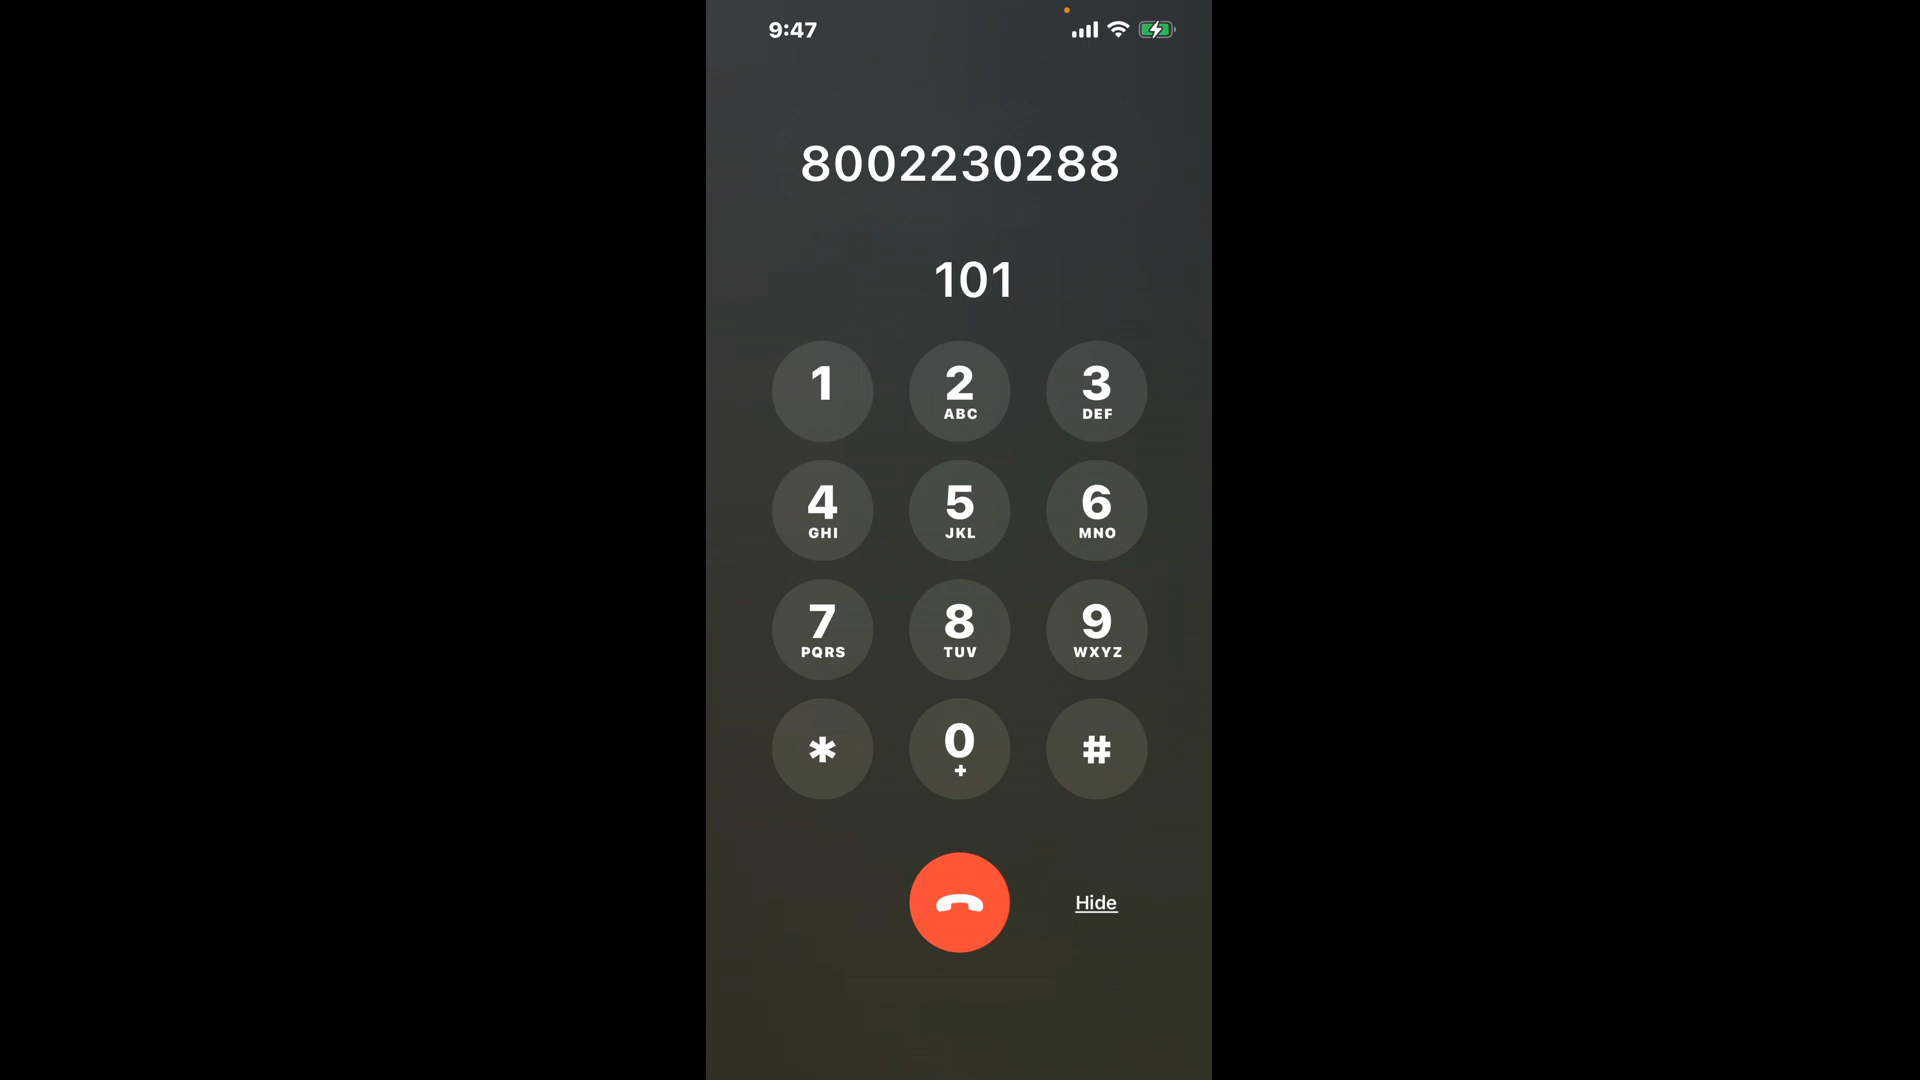 9:47
8002230288
101
1 2 3
ABC DEF
4 5 6
GHI JKL MNO
7 8 9
PQRS TUV WXYZ
* 0 #
+
Hide